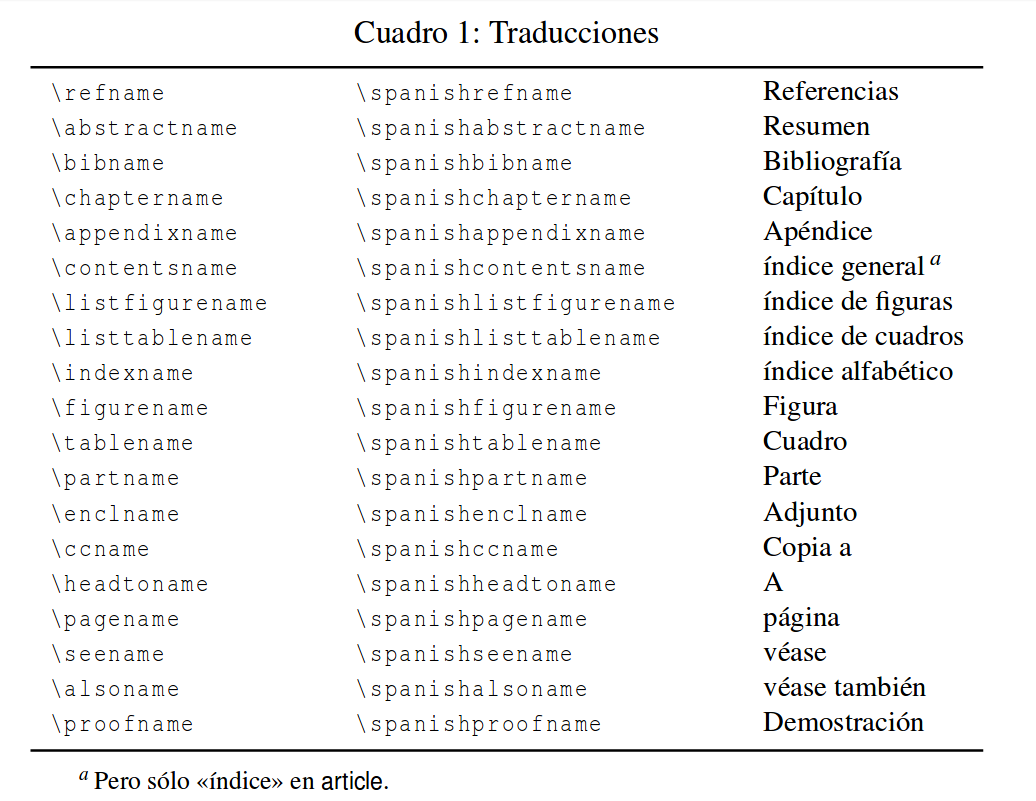 Cuadro 1: Traducciones
\refname \spanishrefname Referencias
\abstractname \spanishabstractname Resumen
\bibname \spanishbibname Bibliografía
\chaptername \spanishchaptername Capítulo
\appendixname \spanishappendixname Apéndice
\contentsname \spanishcontentsname índice general a
\listfigurename \spanishlistfigurename índice de figuras
\listtablename \spanishlisttablename índice de cuadros
\indexname \spanishindexname índice alfabético
\figurename \spanishfigurename Figura
\tablename \spanishtablename Cuadro
\partname \spanishpartname Parte
\enclname \spanishenclname Adjunto
\ccname \spanishccname Copia a
\headtoname \spanishheadtoname A
\pagename \spanishpagename página
\seename \spanishseename véase
\alsoname \spanishalsoname véase también
\proofname \spanishproofname Demostración
a Pero sólo «índice» en article.